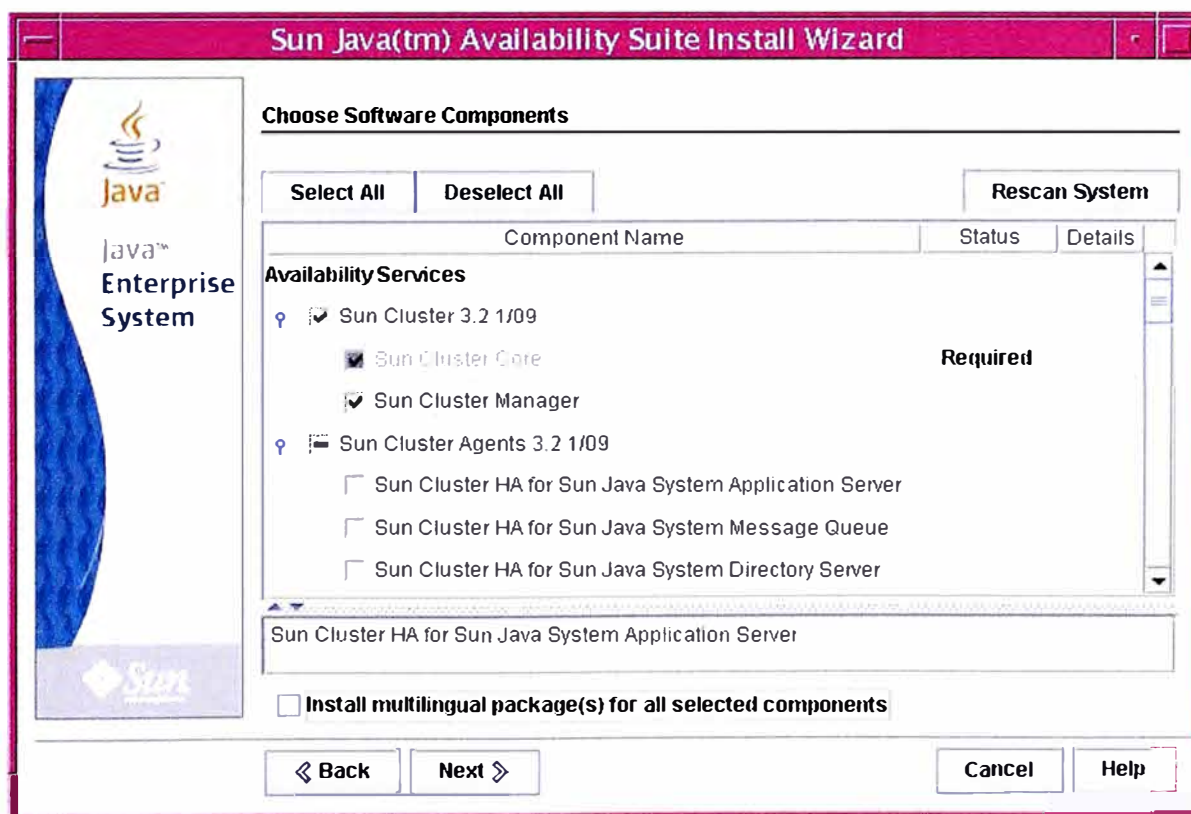 Sun Java(tm) Availability Suite Install Wizard
Java
Java™
Enterprise
System
Sun
Choose Software Components
Select All
Deselect All
Rescan System
Component Name
Status
Details
Availability Services
Sun Cluster 3.2 1/09
Sun Cluster Core
Required
Sun Cluster Manager
Sun Cluster Agents 3.2 1/09
Sun Cluster HA for Sun Java System Application Server
Sun Cluster HA for Sun Java System Message Queue
Sun Cluster HA for Sun Java System Directory Server
Sun Cluster HA for Sun Java System Application Server
Install multilingual package(s) for all selected components
Back
Next
Cancel
Help